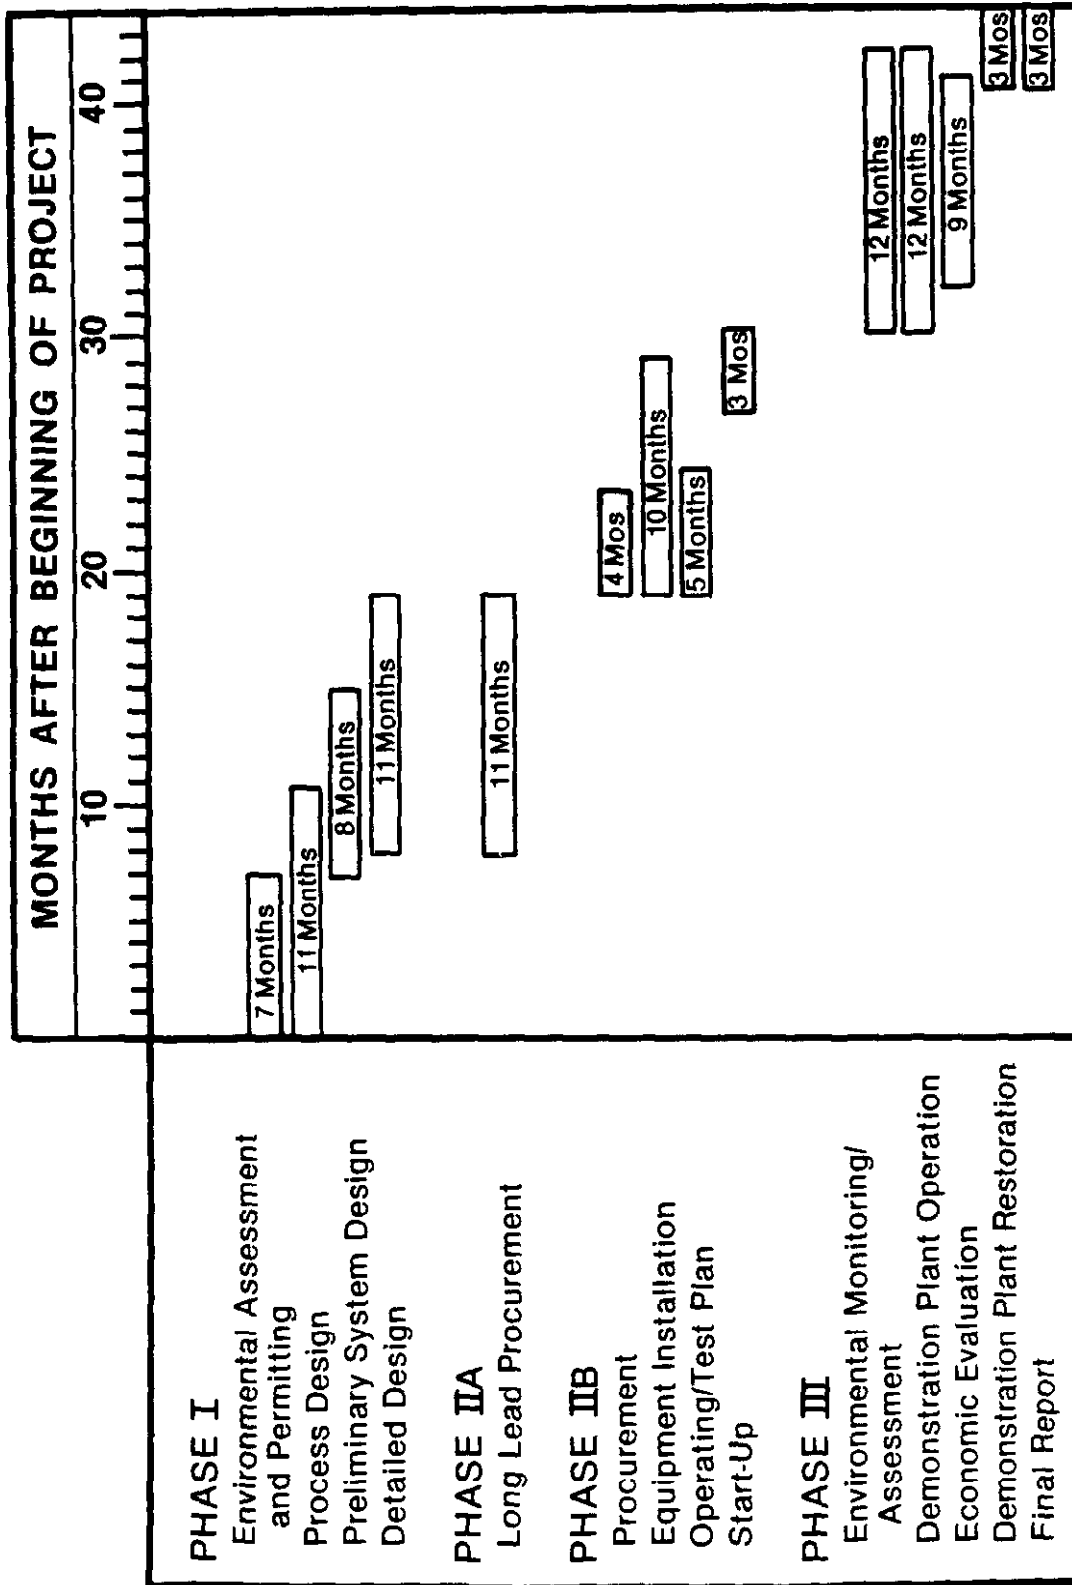 MONTHS AFTER BEGINNING OF PROJECT
10 20 30 40
PHASE I
Environmental Assessment
and Permitting
7 Months
Process Design
11 Months
Preliminary System Design
8 Months
Detailed Design
11 Months
PHASE IIA
Long Lead Procurement
11 Months
PHASE IIB
Procurement
4 Mos
Equipment Installation
10 Months
Operating/Test Plan
5 Months
Start-Up
3 Mos
PHASE III
Environmental Monitoring/
Assessment
12 Months
Demonstration Plant Operation
12 Months
Economic Evaluation
9 Months
Demonstration Plant Restoration
3 Mos
Final Report
3 Mos